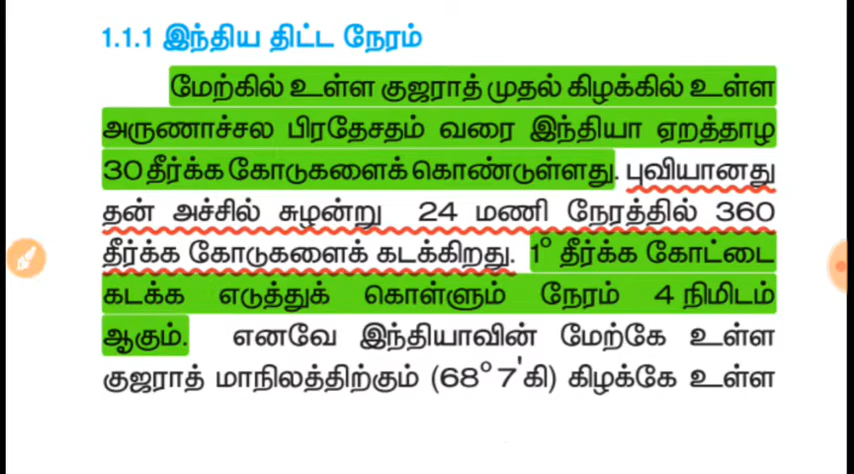 1.1.1 இந்திய திட்ட நேரம்
மேற்கில் உள்ள குஜராத் முதல் கிழக்கில் உள்ள
அருணாச்சல பிரதேசதம் வரை இந்தியா ஏறத்தாழ
30 தீர்க்க கோடுகளைக் கொண்டுள்ளது. புவியானது
தன் அச்சில் சுழன்று 24 மணி நேரத்தில் 360
தீர்க்க கோடுகளைக் கடக்கிறது. 1° தீர்க்க கோட்டை
கடக்க எடுத்துக் கொள்ளும் நேரம் 4 நிமிடம்
ஆகும். எனவே இந்தியாவின் மேற்கே உள்ள
குஜராத் மாநிலத்திற்கும் (68° 7'கி) கிழக்கே உள்ள